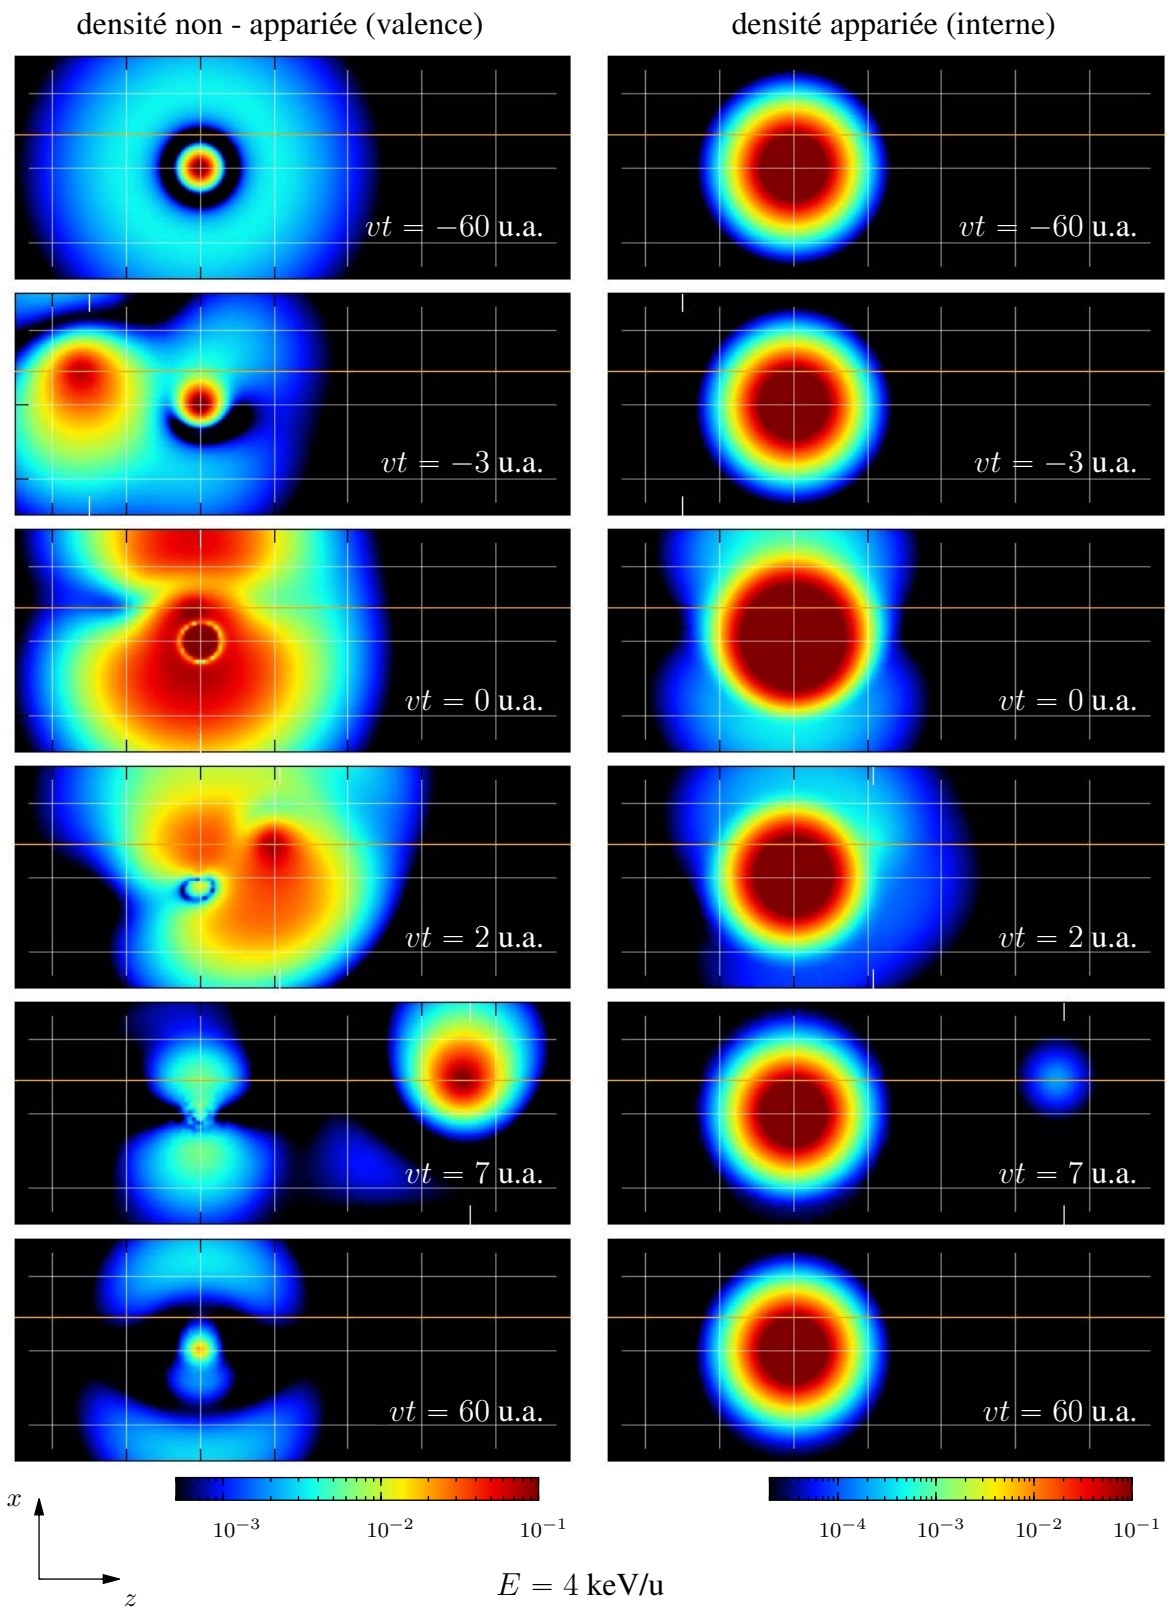 densité non - appariée (valence) densité appariée (interne)
vt = −60 u.a. vt = −60 u.a.
vt = −3 u.a. vt = −3 u.a.
vt = 0 u.a. vt = 0 u.a.
vt = 2 u.a. vt = 2 u.a.
vt = 7 u.a. vt = 7 u.a.
vt = 60 u.a. vt = 60 u.a.
x
10⁻³ 10⁻² 10⁻¹ 10⁻⁴ 10⁻³ 10⁻² 10⁻¹
E = 4 keV/u
z